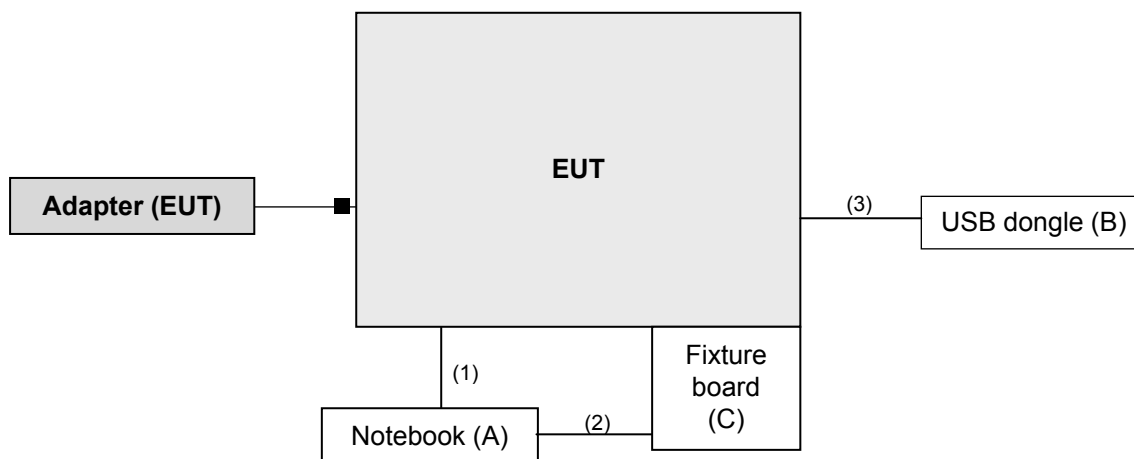 EUT
Adapter (EUT)
(3)
USB dongle (B)
(1)
Fixture
board
(C)
(2)
Notebook (A)